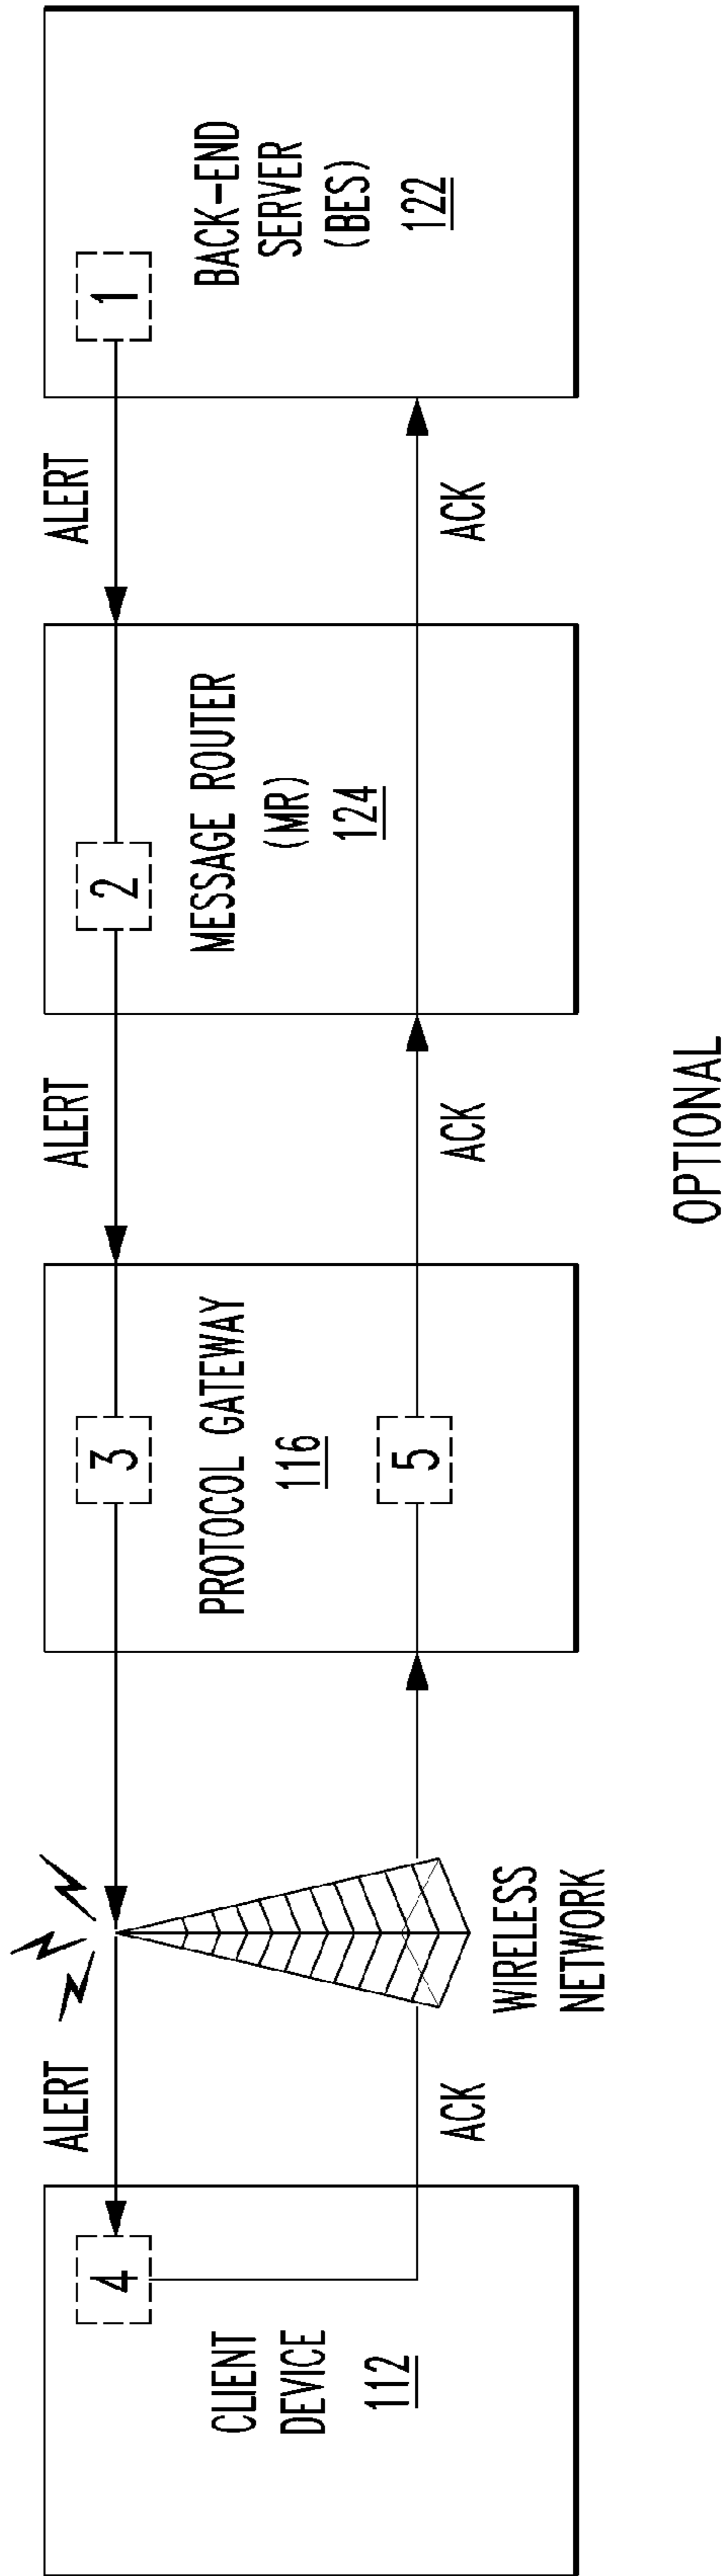 ALERT
ALERT
ALERT
4
3
2
1
CLIENT
DEVICE
112
PROTOCOL GATEWAY
116
MESSAGE ROUTER
(MR)
124
BACK-END
SERVER
(BES)
122
5
ACK
ACK
ACK
WIRELESS
NETWORK
OPTIONAL